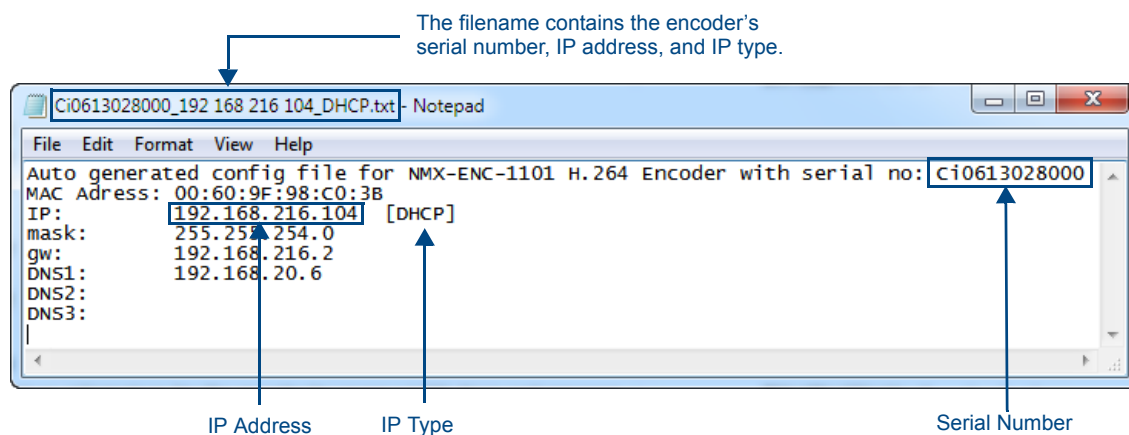 The filename contains the encoder's
serial number, IP address, and IP type.
Ci0613028000_192 168 216 104_DHCP.txt - Notepad
File Edit Format View Help
Auto generated config file for NMX-ENC-1101 H.264 Encoder with serial no: Ci0613028000
MAC Adress: 00:60:9F:98:C0:3B
IP: 192.168.216.104 [DHCP]
mask: 255.255.254.0
gw: 192.168.216.2
DNS1: 192.168.20.6
DNS2:
DNS3:
IP Address IP Type Serial Number